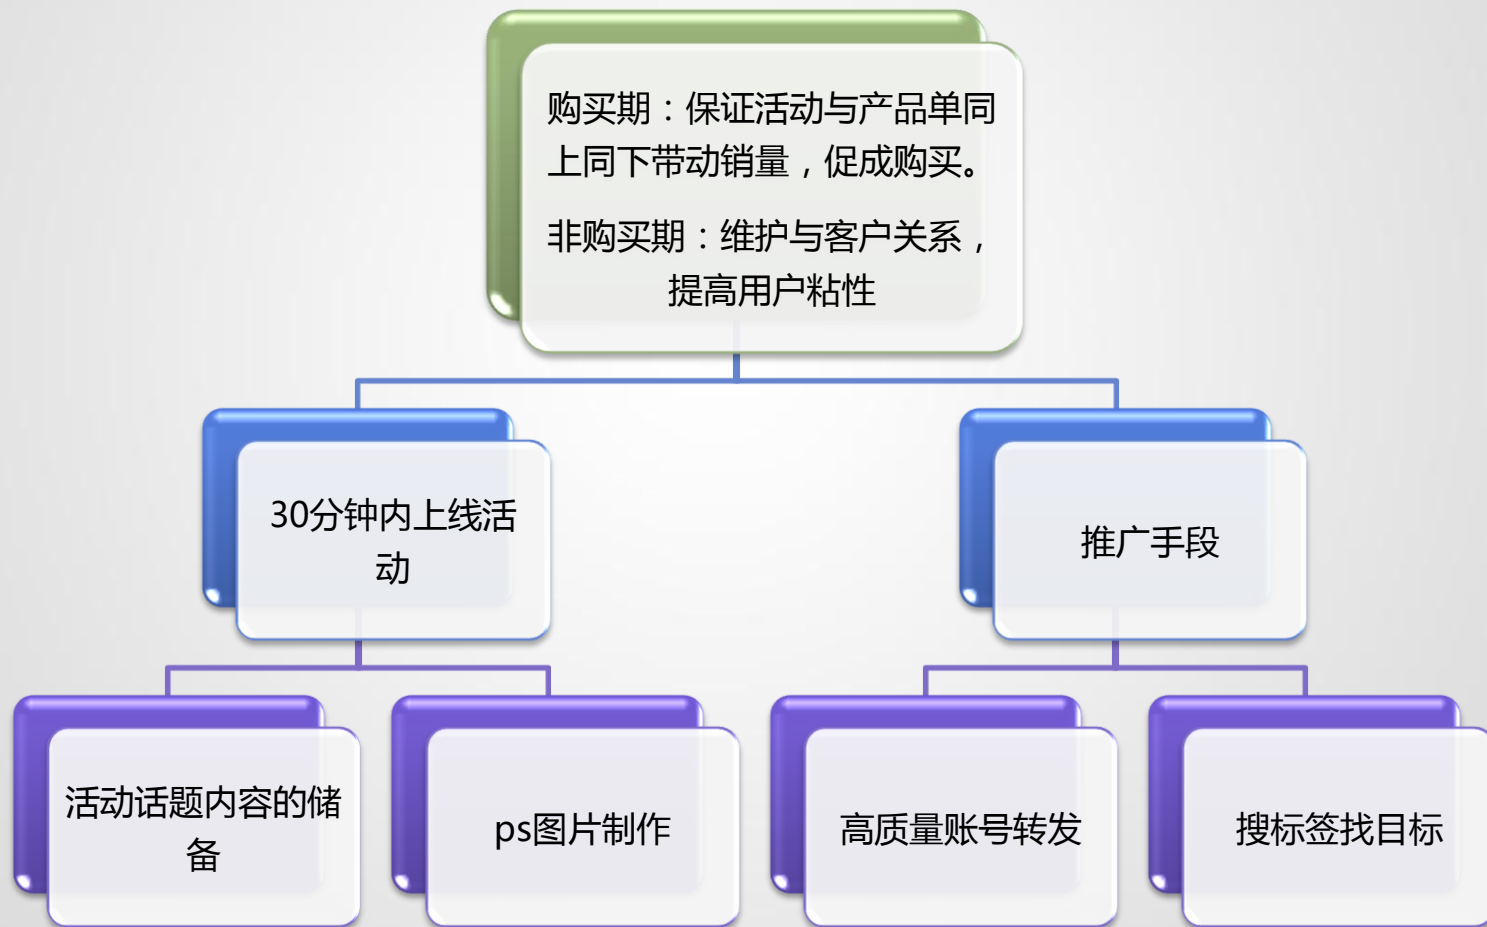 购买期：保证活动与产品单同
上同下带动销量，促成购买。
非购买期：维护与客户关系，
提高用户粘性
30分钟内上线活
动
推广手段
活动话题内容的储
备
ps图片制作
高质量账号转发
搜标签找目标